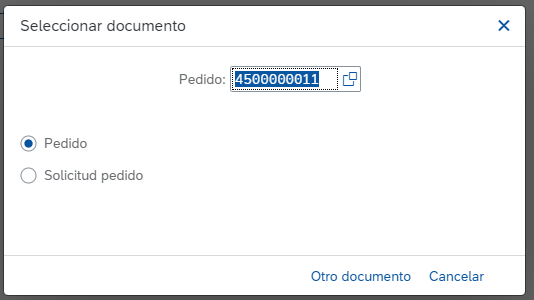 Seleccionar documento
Pedido: 4500000011
Pedido
Solicitud pedido
Otro documento Cancelar